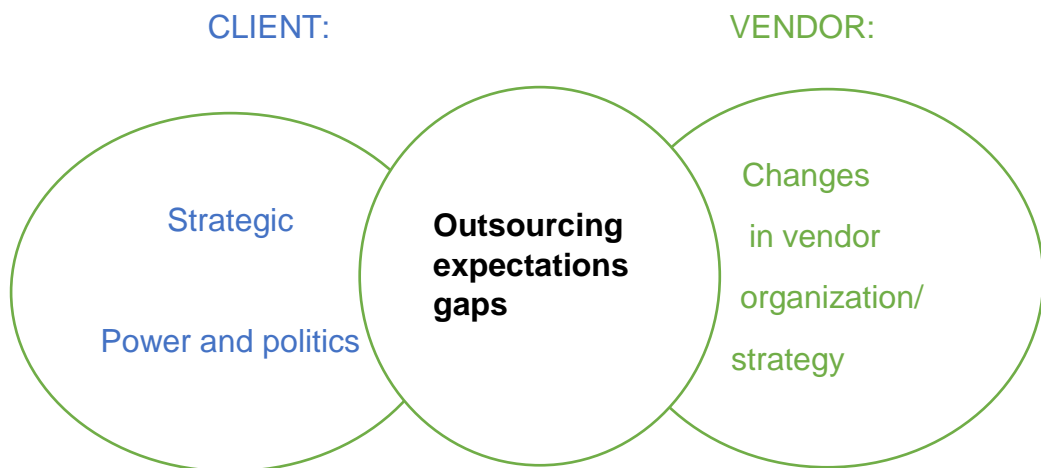 CLIENT:
VENDOR:
Strategic
Power and politics
Outsourcing
expectations
gaps
Changes
in vendor
organization/
strategy